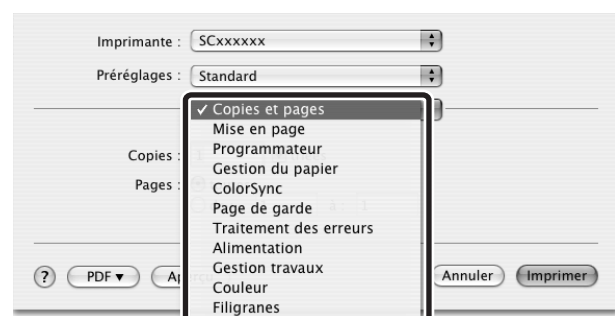 Imprimante : SCxxxxxx
Préréglages : Standard
✓ Copies et pages
Mise en page
Programmateur
Copies :
Gestion du papier
Pages :
ColorSync
Page de garde
Traitement des erreurs
Alimentation
Gestion travaux
? PDF ▼ Annuler Imprimer
Couleur
Filigranes